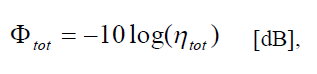 Φ_tot = −10 log(η_tot) [dB],